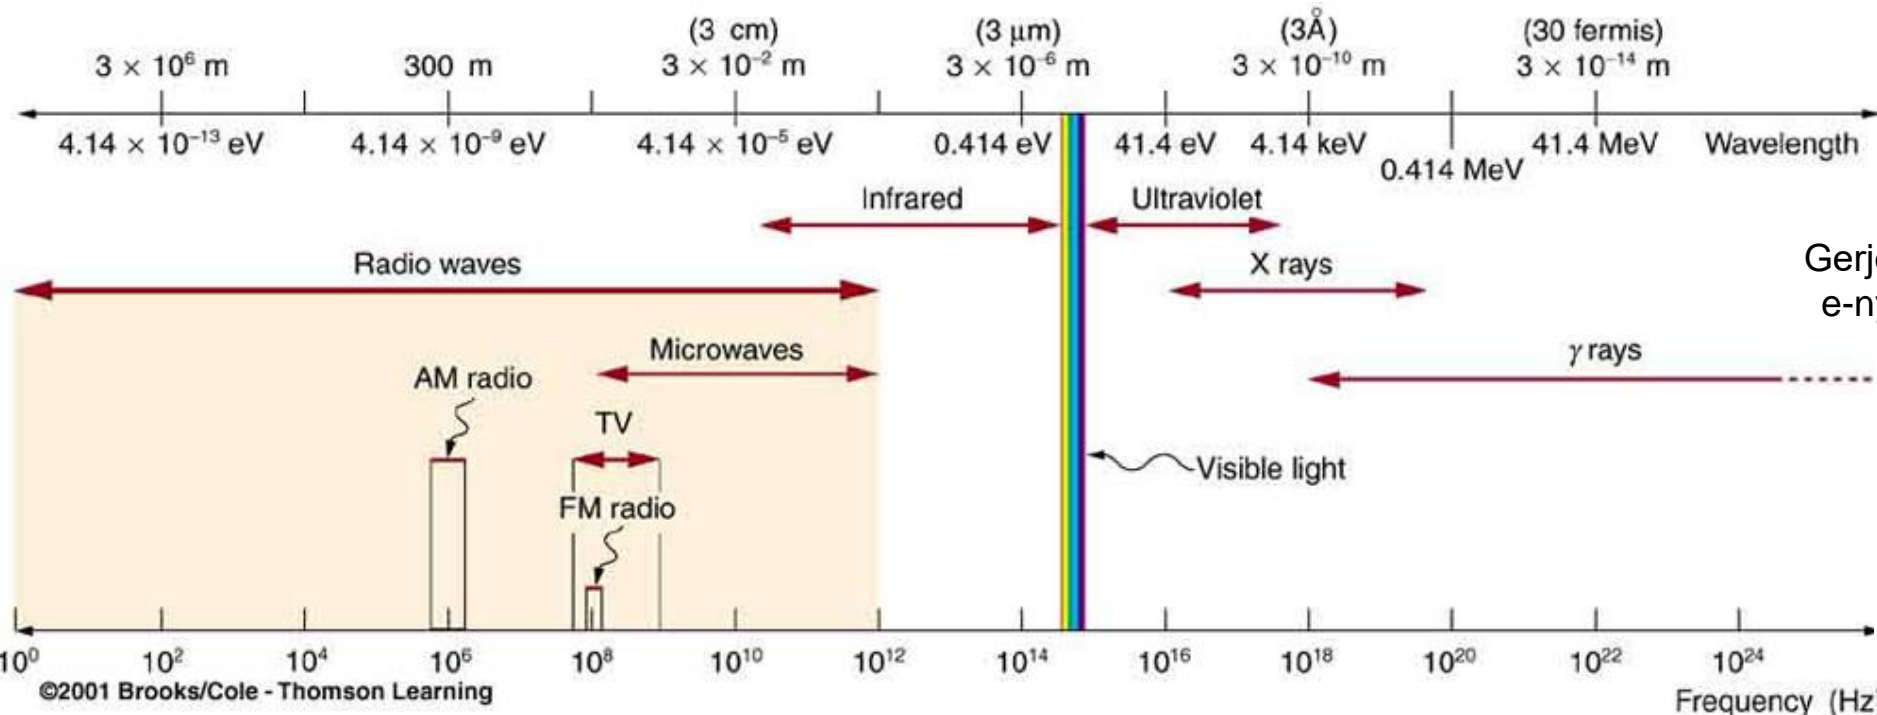 (3 cm) (3 μm) (3Å) (30 fermis)
3 × 10⁶ m 300 m 3 × 10⁻² m 3 × 10⁻⁶ m 3 × 10⁻¹⁰ m 3 × 10⁻¹⁴ m
4.14 × 10⁻¹³ eV 4.14 × 10⁻⁹ eV 4.14 × 10⁻⁵ eV 0.414 eV 41.4 eV 4.14 keV 41.4 MeV Wavelength
0.414 MeV
Infrared Ultraviolet
Radio waves X rays
Microwaves γ rays
AM radio
TV
Visible light
FM radio
10⁰ 10² 10⁴ 10⁶ 10⁸ 10¹⁰ 10¹² 10¹⁴ 10¹⁶ 10¹⁸ 10²⁰ 10²² 10²⁴
©2001 Brooks/Cole - Thomson Learning
Frequency (Hz